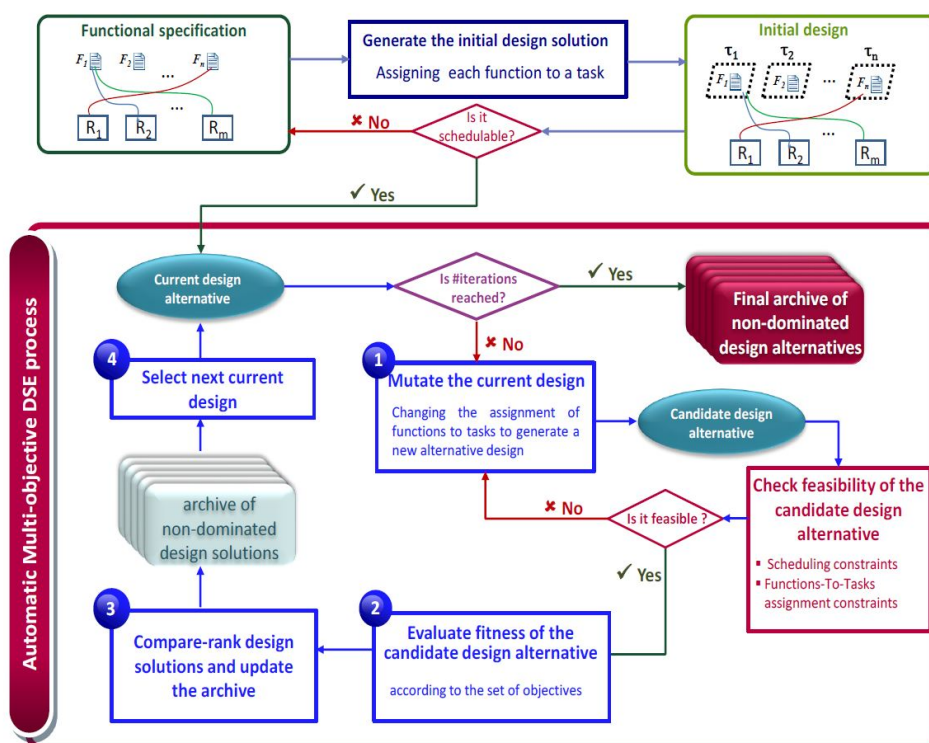 Functional specification
F1 F2 ... Fn
...
R1 R2 Rm
Generate the initial design solution
Assigning each function to a task
Initial design
τ1 τ2 τn
F1 F2 ... Fn
...
R1 R2 Rm
Is it
schedulable?
✘ No
✓ Yes
Automatic Multi-objective DSE process
Current design
alternative
Is #iterations
reached?
✓ Yes
✘ No
Final archive of
non-dominated
design alternatives
4
Select next current
design
1
Mutate the current design
Changing the assignment of
functions to tasks to generate a
new alternative design
Candidate design
alternative
Check feasibility of the
candidate design
alternative
▪ Scheduling constraints
▪ Functions-To-Tasks
assignment constraints
Is it feasible ?
✘ No
✓ Yes
archive of
non-dominated
design solutions
3
Compare-rank design
solutions and update
the archive
2
Evaluate fitness of the
candidate design alternative
according to the set of objectives